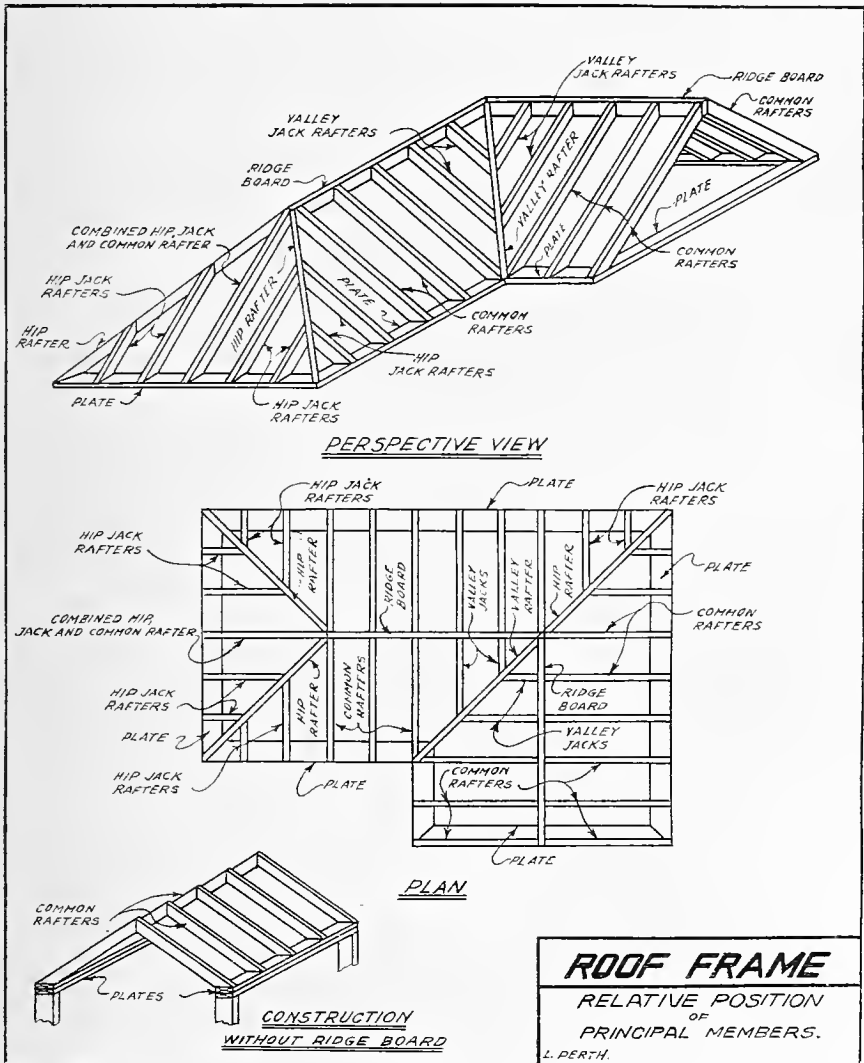 VALLEY
JACK RAFTERS
RIDGE BOARD
COMMON
RAFTERS
VALLEY
JACK RAFTERS
RIDGE
BOARD
VALLEY RAFTER
PLATE
COMBINED HIP, JACK
AND COMMON RAFTER
HIP JACK
RAFTERS
HIP RAFTER
PLATE
PLATE
COMMON
RAFTERS
HIP
RAFTER
COMMON
RAFTERS
HIP
JACK RAFTERS
PLATE
HIP JACK
RAFTERS
PERSPECTIVE VIEW
HIP JACK
RAFTERS
PLATE
HIP JACK
RAFTERS
HIP JACK
RAFTERS
HIP
RAFTER
RIDGE
BOARD
VALLEY
JACKS
VALLEY
RAFTER
HIP
RAFTER
PLATE
COMBINED HIP,
JACK AND COMMON RAFTER
COMMON
RAFTERS
HIP JACK
RAFTERS
HIP
RAFTER
COMMON
RAFTERS
RIDGE
BOARD
PLATE
VALLEY
JACKS
HIP JACK
RAFTERS
PLATE
COMMON
RAFTERS
PLATE
PLAN
COMMON
RAFTERS
PLATES
CONSTRUCTION
WITHOUT RIDGE BOARD
ROOF FRAME
RELATIVE POSITION
OF
PRINCIPAL MEMBERS.
L. PERTH.